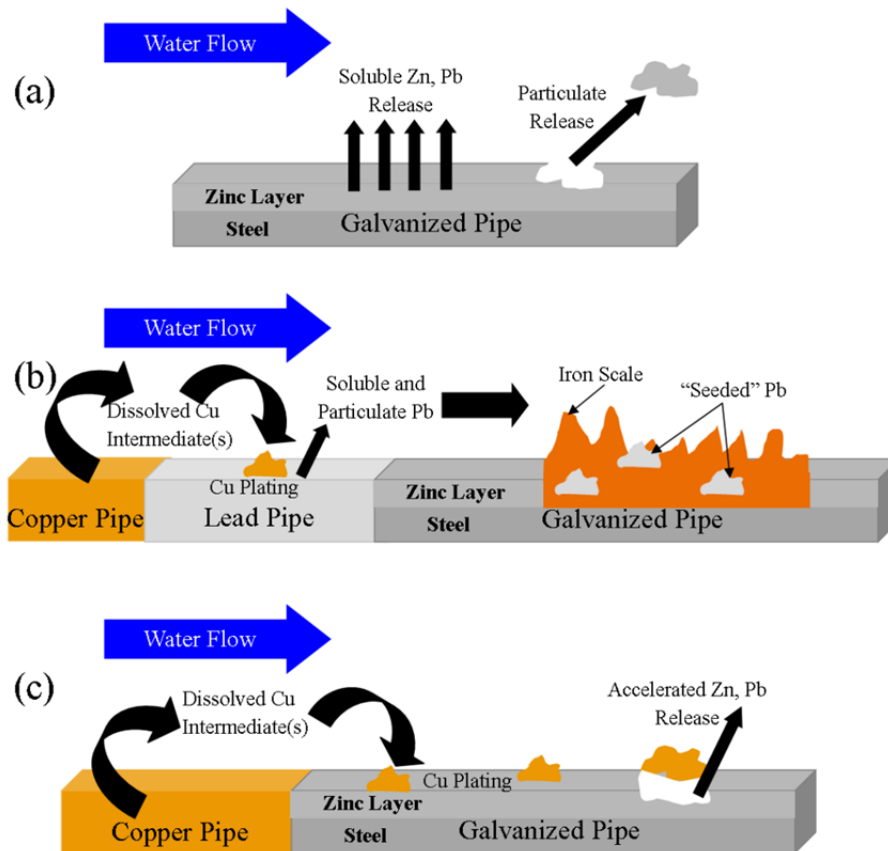 Water Flow
(a)
Soluble Zn, Pb
Release
Particulate
Release
Zinc Layer
Steel
Galvanized Pipe
Water Flow
(b)
Dissolved Cu
Intermediate(s)
Soluble and
Particulate Pb
Iron Scale
“Seeded” Pb
Cu Plating
Copper Pipe
Lead Pipe
Zinc Layer
Steel
Galvanized Pipe
Water Flow
(c)
Dissolved Cu
Intermediate(s)
Accelerated Zn, Pb
Release
Cu Plating
Zinc Layer
Copper Pipe
Steel
Galvanized Pipe